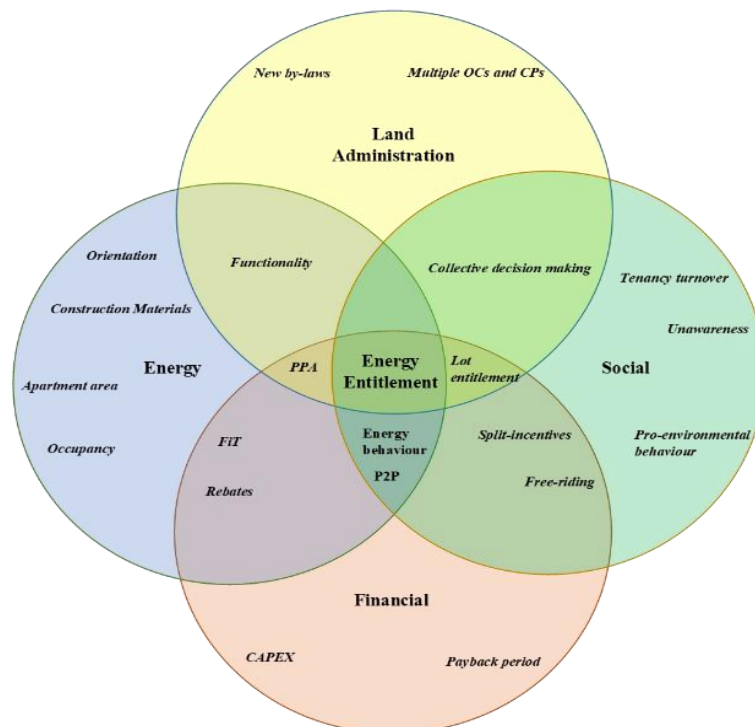 New by-laws
Multiple OCs and CPs
Land
Administration
Orientation
Functionality
Collective decision making
Tenancy turnover
Construction Materials
Unawareness
Energy
PPA
Energy
Entitlement
Lot
entitlement
Social
Apartment area
Occupancy
FiT
Energy
behaviour
Split-incentives
Pro-environmental
behaviour
Rebates
P2P
Free-riding
Financial
CAPEX
Payback period